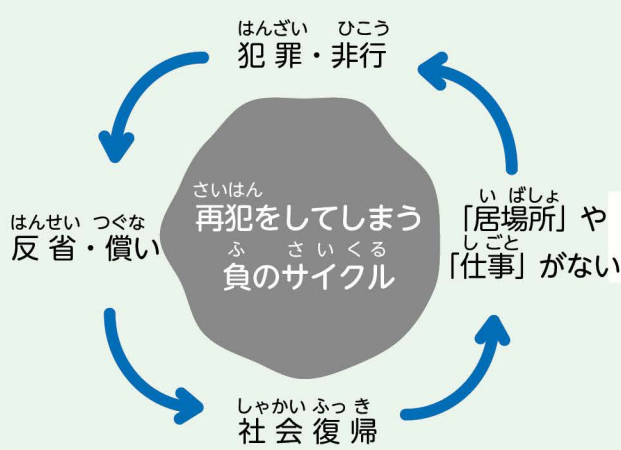 はんざい ひこう
犯罪・非行
はんせい つぐな
反省・償い
さいはん
再犯をしてしまう
ふ さいくる
負のサイクル
い ばしょ
「居場所」や
し ごと
「仕事」がない
しゃかい ふっ き
社会復帰